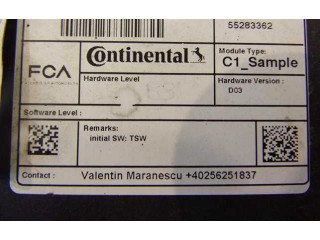 55283362
FCA
Continental
Module Type:
C1_Sample
Hardware Level
Hardware Version :
D03
Software Level :
Remarks:
initial SW: TSW
Contact :
Valentin Maranescu +40256251837